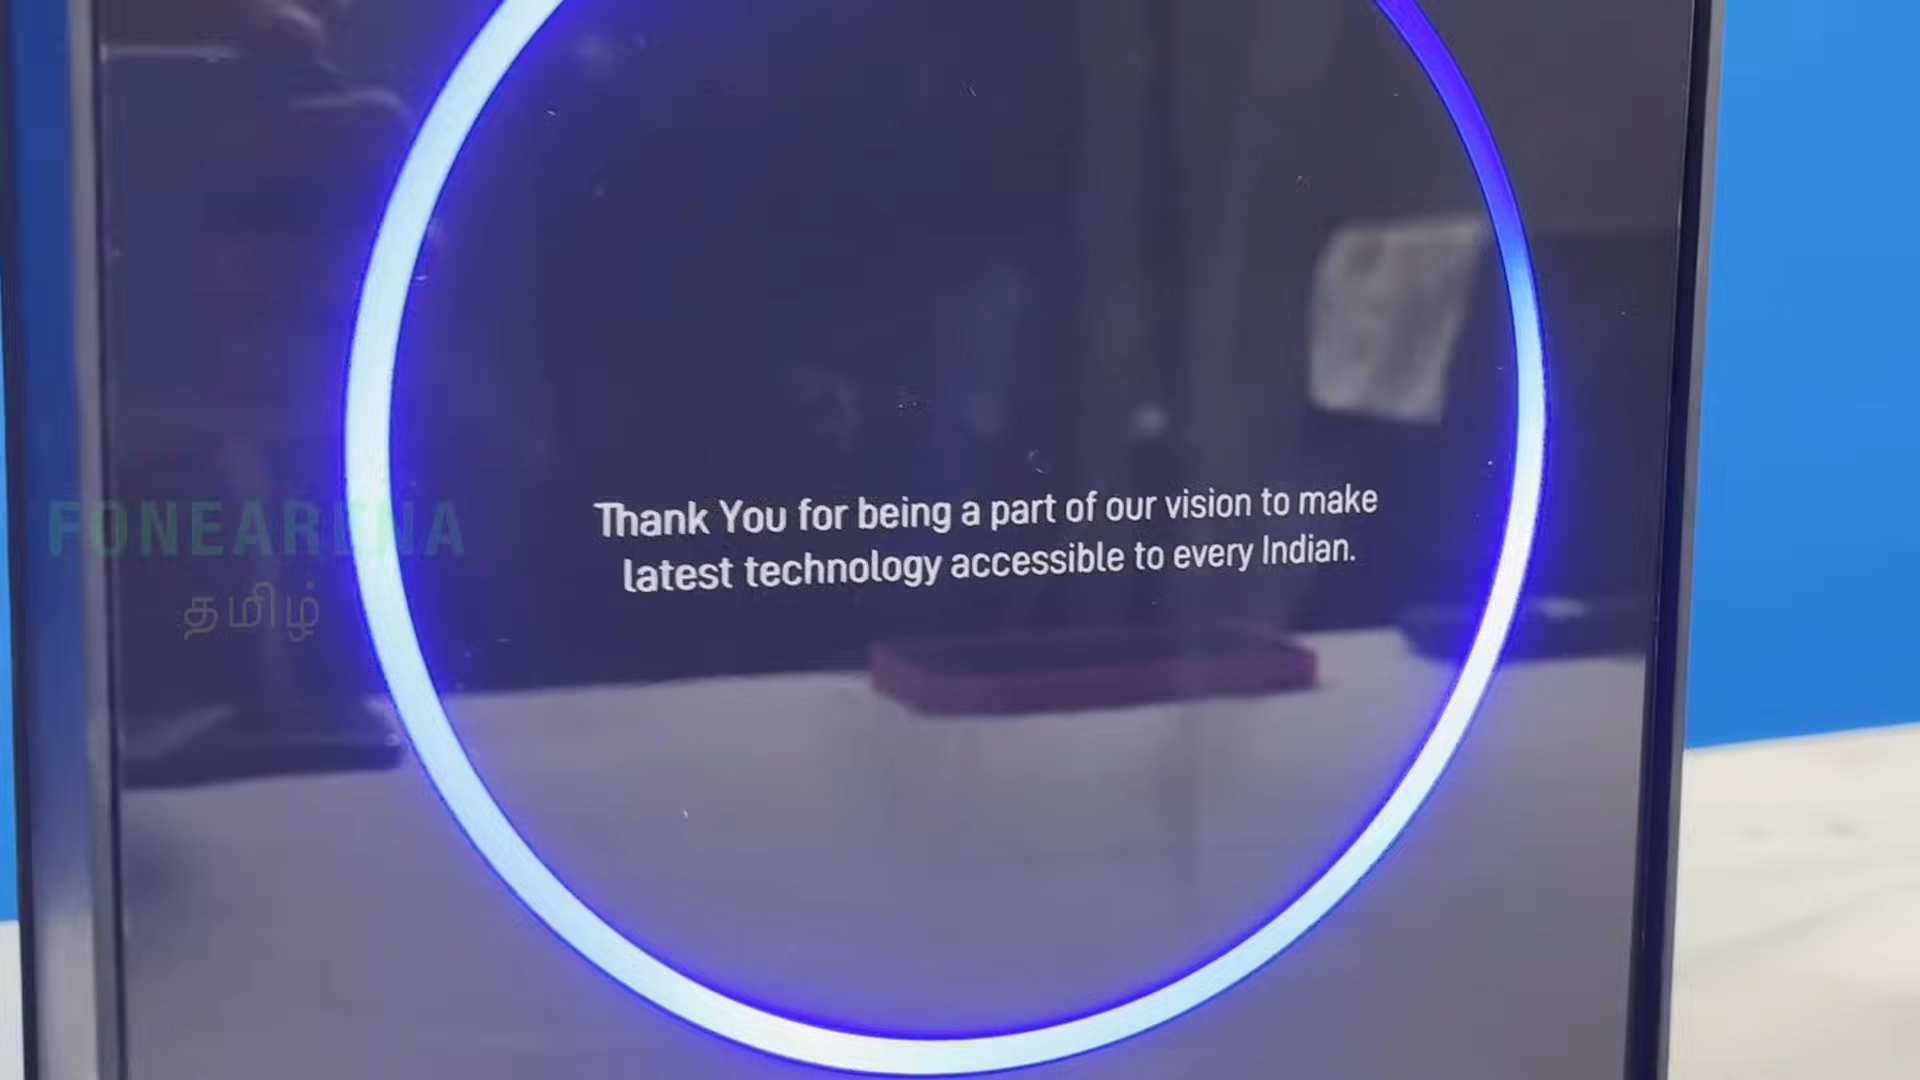 Thank You for being a part of our vision to make
latest technology accessible to every Indian.
FONEARENA
தமிழ்